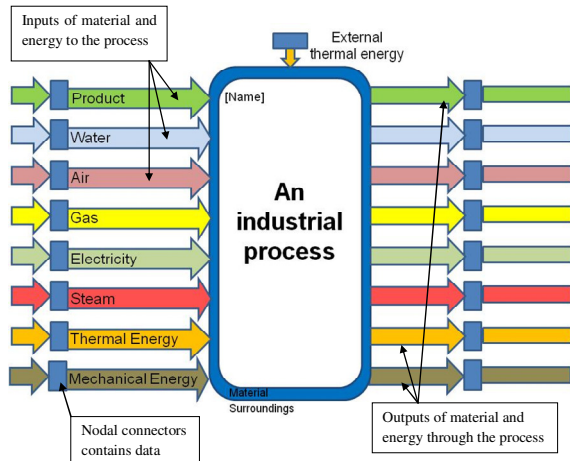 Inputs of material and
energy to the process
External
thermal energy
[Name]
Product
Water
Air
Gas
Electricity
Steam
Thermal Energy
Mechanical Energy
An
industrial
process
Material
Surroundings
Nodal connectors
contains data
Outputs of material and
energy through the process